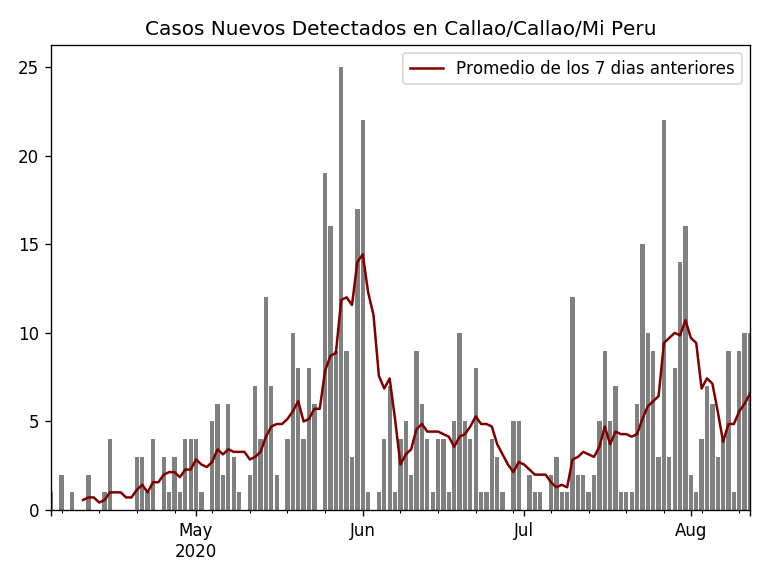 Casos Nuevos Detectados en Callao/Callao/Mi Peru
Promedio de los 7 dias anteriores
25
20
15
10
5
0
May
2020
Jun
Jul
Aug